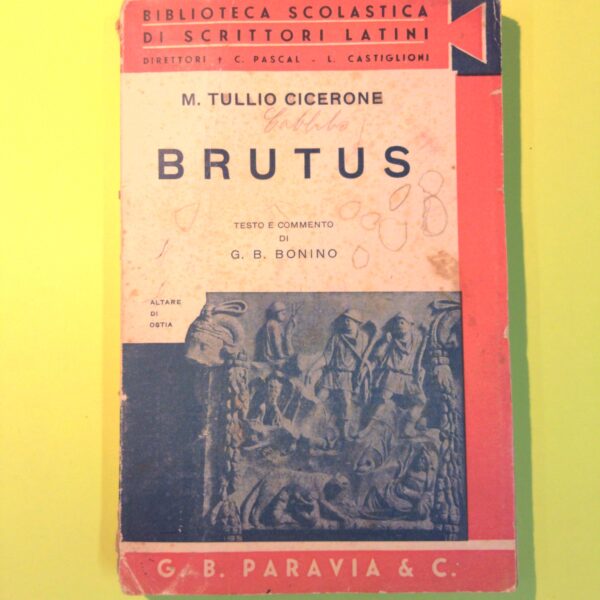 BIBLIOTECA SCOLASTICA
DI SCRITTORI LATINI
DIRETTORI † C. PASCAL - L. CASTIGLIONI
M. TULLIO CICERONE
BRUTUS
TESTO E COMMENTO
DI
G. B. BONINO
ALTARE
DI
OSTIA
G. B. PARAVIA & C.